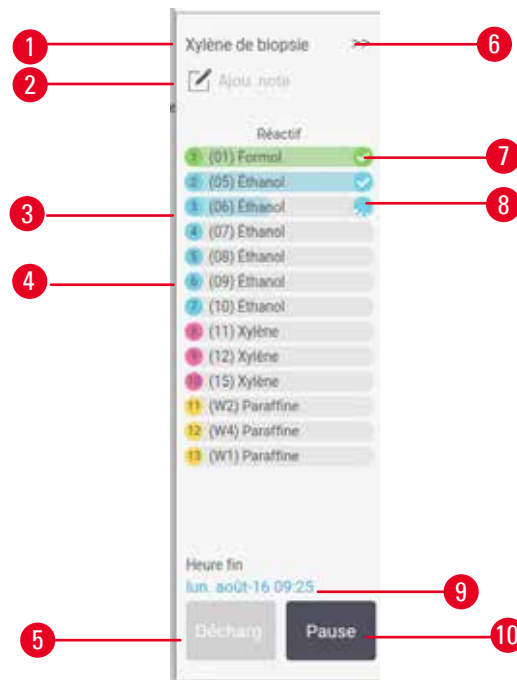 1 Xylène de biopsie >> 6
2 Ajou. note
e
Réactif
1 (01) Formol 7
2 (05) Éthanol
3 3 (06) Éthanol 8
4 (07) Éthanol
5 (08) Éthanol
4 6 (09) Éthanol
7 (10) Éthanol
8 (11) Xylène
9 (12) Xylène
10 (15) Xylène
11 (W2) Paraffine
12 (W4) Paraffine
13 (W1) Paraffine
Heure fin
lun. août-16 09:25 9
5 Décharg Pause 10